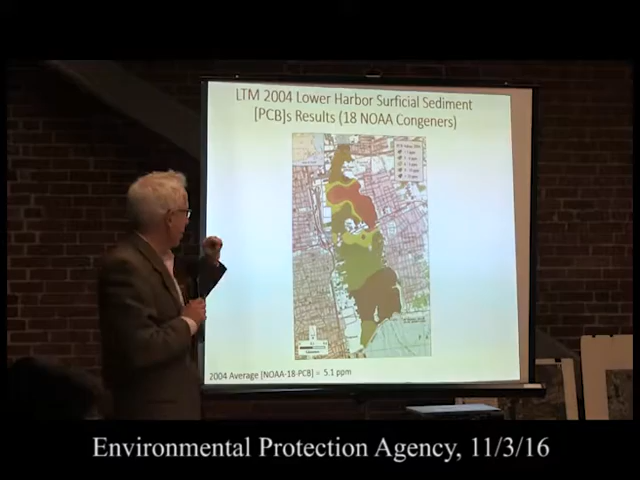 LTM 2004 Lower Harbor Surficial Sediment
[PCB]s Results (18 NOAA Congeners)
2004 Average [NOAA-18-PCB] = 5.1 ppm
Environmental Protection Agency, 11/3/16